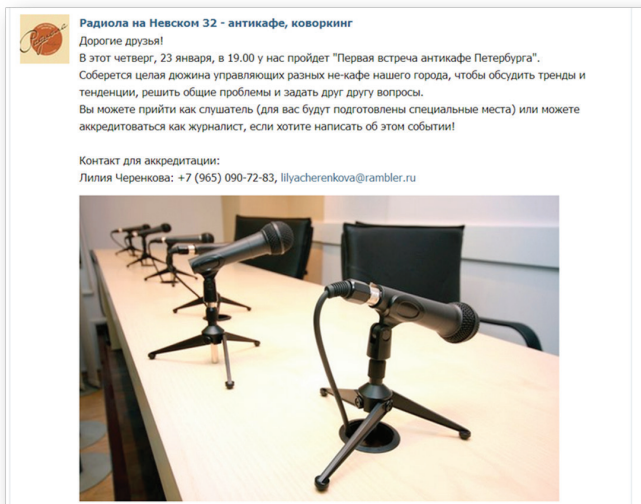 Радиола
Радиола на Невском 32 - антикафе, коворкинг
Дорогие друзья!
В этот четверг, 23 января, в 19.00 у нас пройдет "Первая встреча антикафе Петербурга".
Соберется целая дюжина управляющих разных не-кафе нашего города, чтобы обсудить тренды и
тенденции, решить общие проблемы и задать друг другу вопросы.
Вы можете прийти как слушатель (для вас будут подготовлены специальные места) или можете
аккредитоваться как журналист, если хотите написать об этом событии!
Контакт для аккредитации:
Лилия Черенкова: +7 (965) 090-72-83, lilyacherenkova@rambler.ru